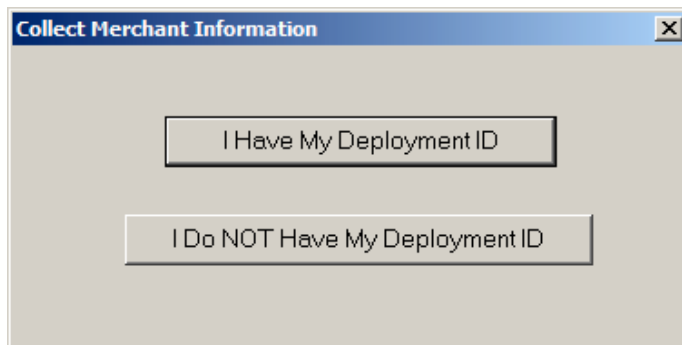 Collect Merchant Information
I Have My Deployment ID
I Do NOT Have My Deployment ID